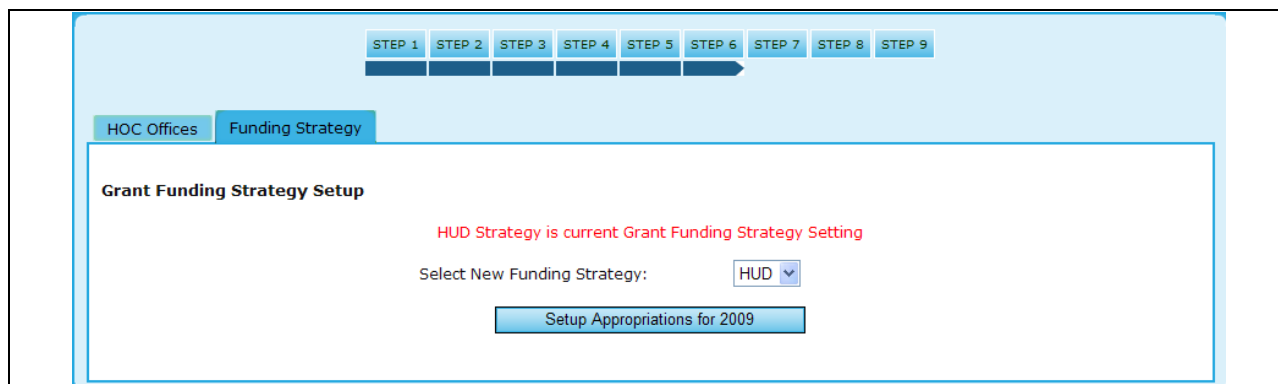 STEP 1 STEP 2 STEP 3 STEP 4 STEP 5 STEP 6 STEP 7 STEP 8 STEP 9
HOC Offices Funding Strategy
Grant Funding Strategy Setup
HUD Strategy is current Grant Funding Strategy Setting
Select New Funding Strategy: HUD
Setup Appropriations for 2009